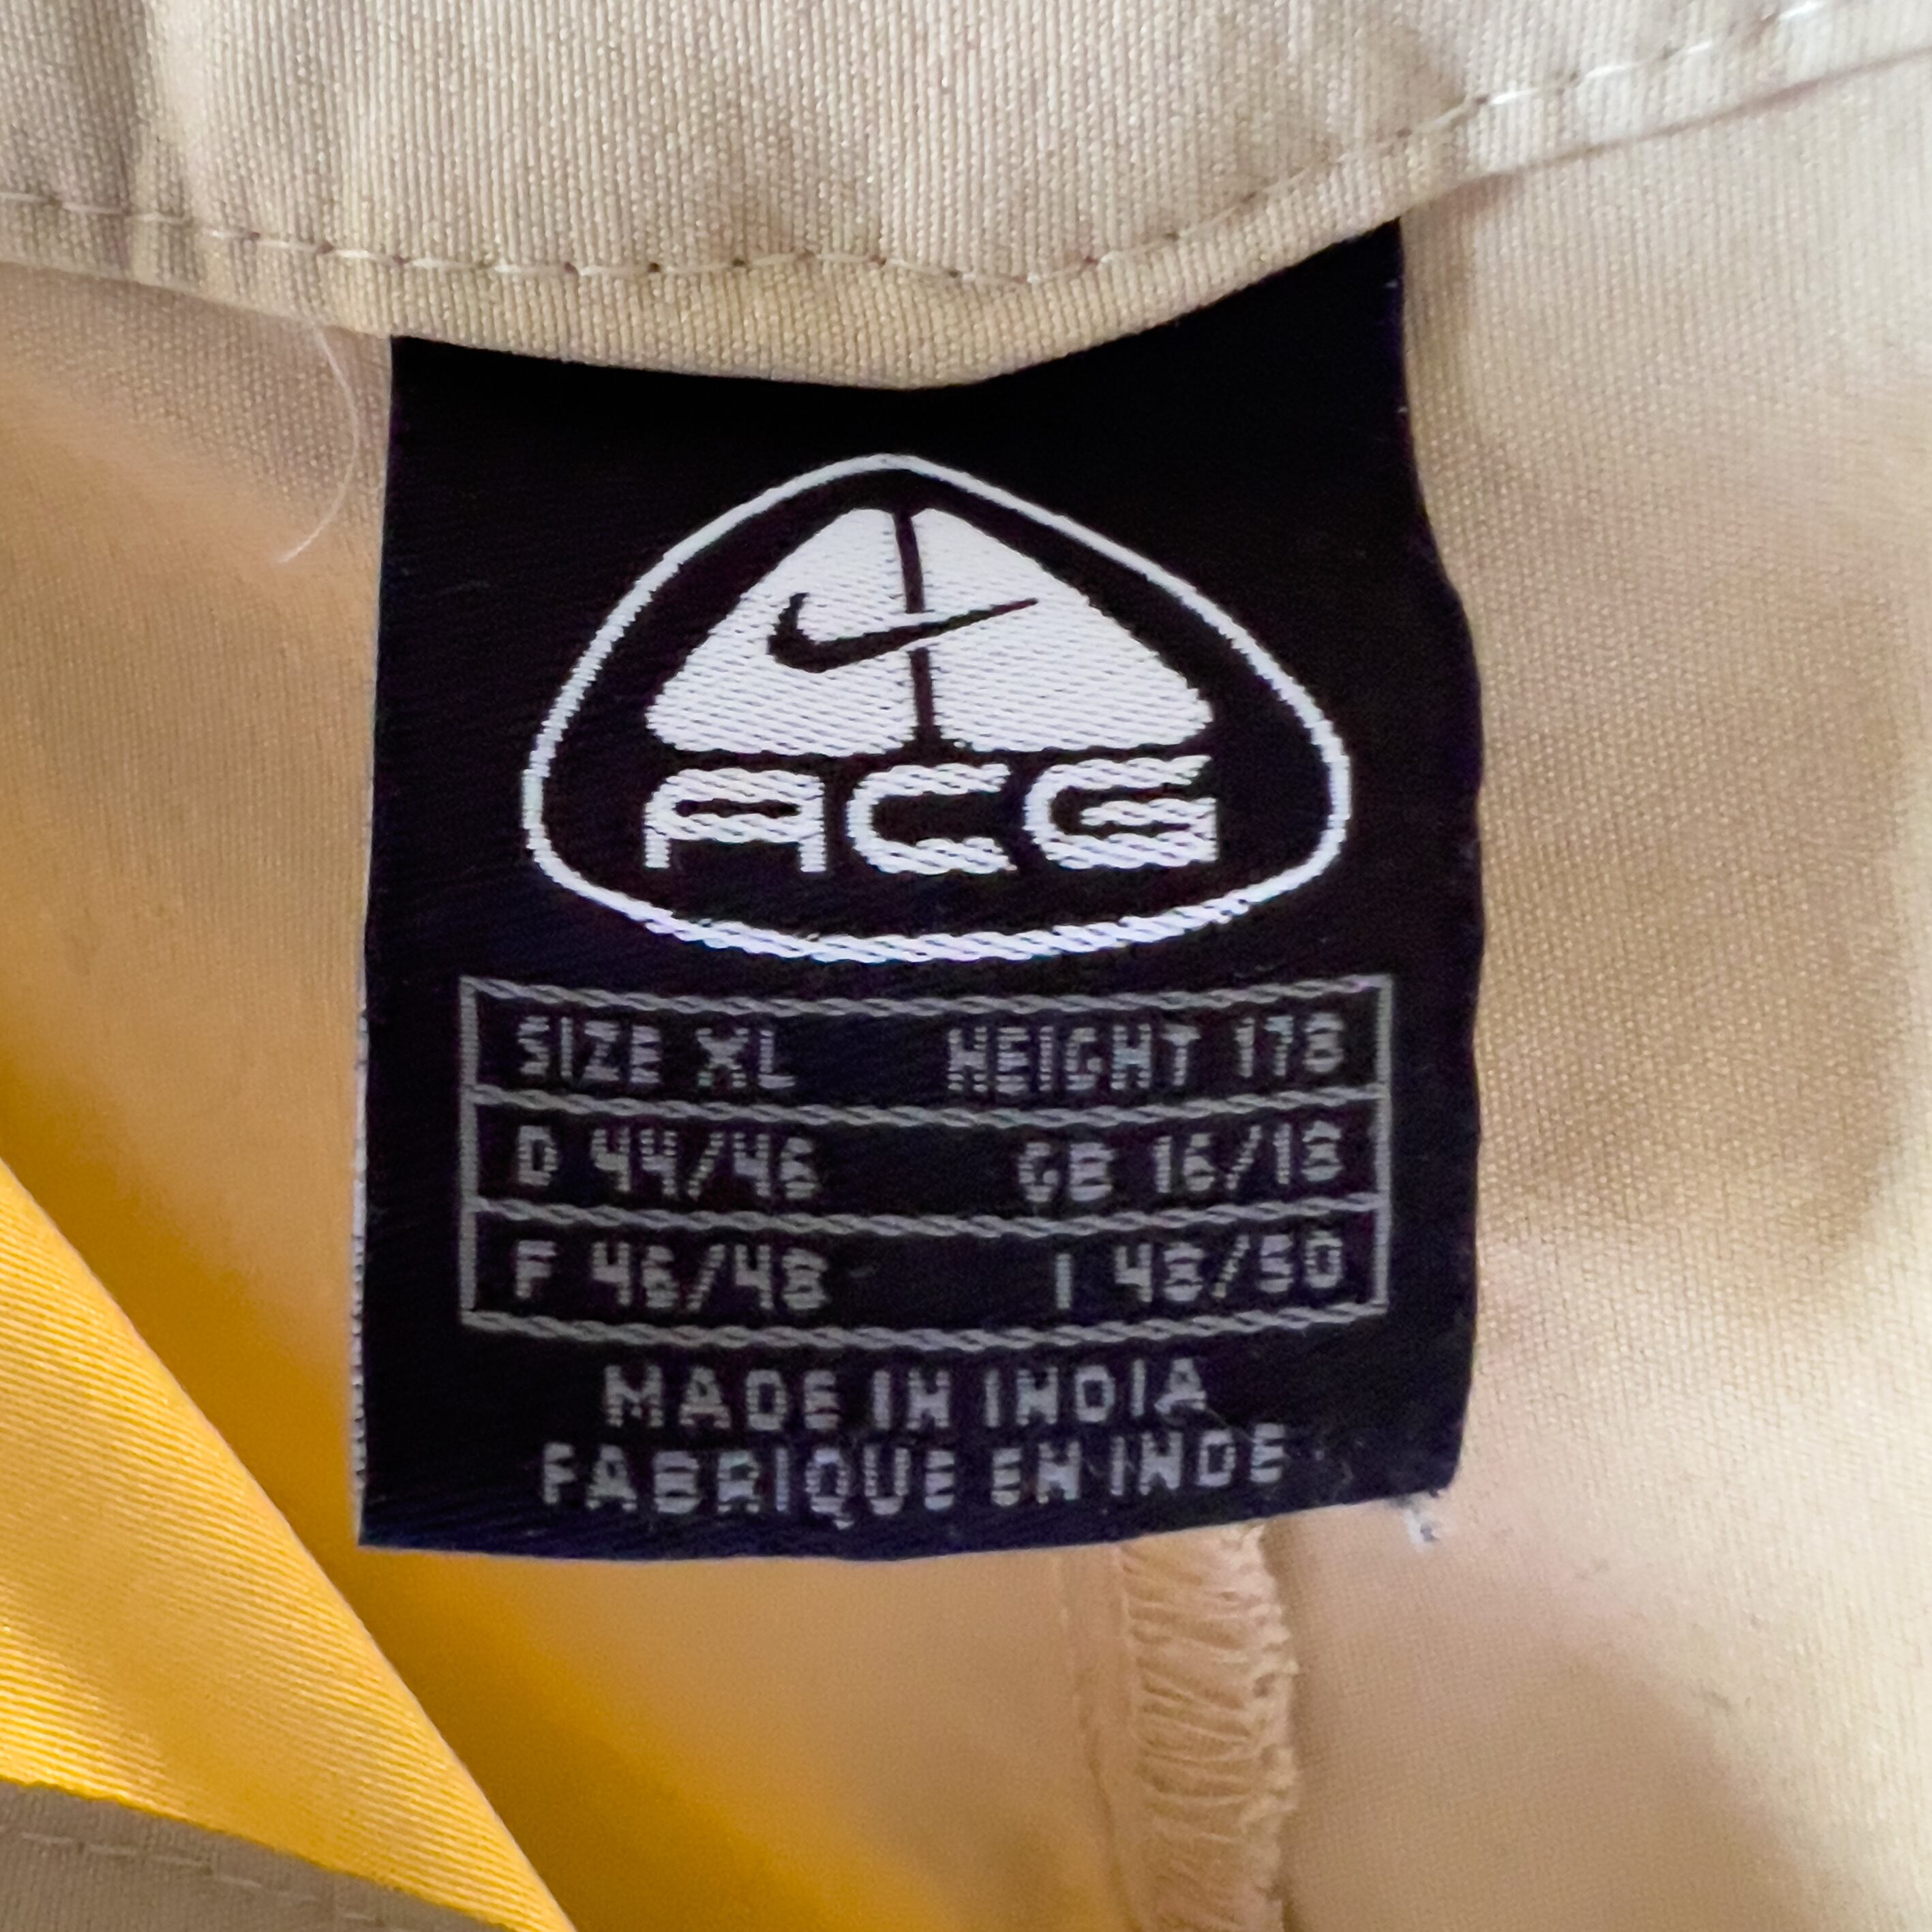 ACG
SIZE XL HEIGHT 178
D 44/46 GB 16/18
F 46/48 I 48/50
MADE IN INDIA
FABRIQUE EN INDE